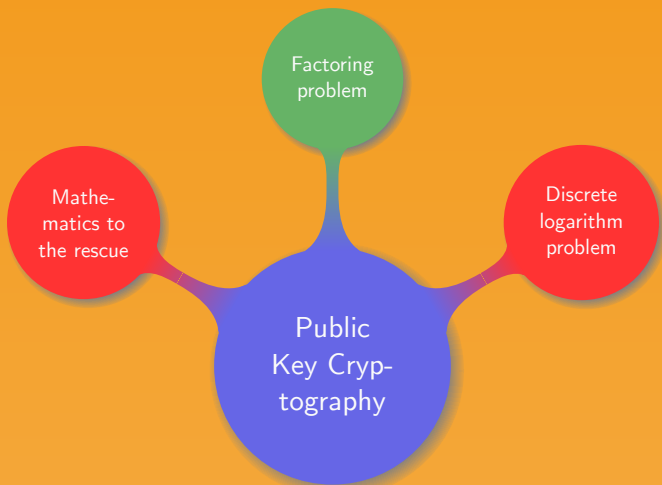 Factoring
problem
Mathe-
matics to
the rescue
Discrete
logarithm
problem
Public
Key Cryp-
tography